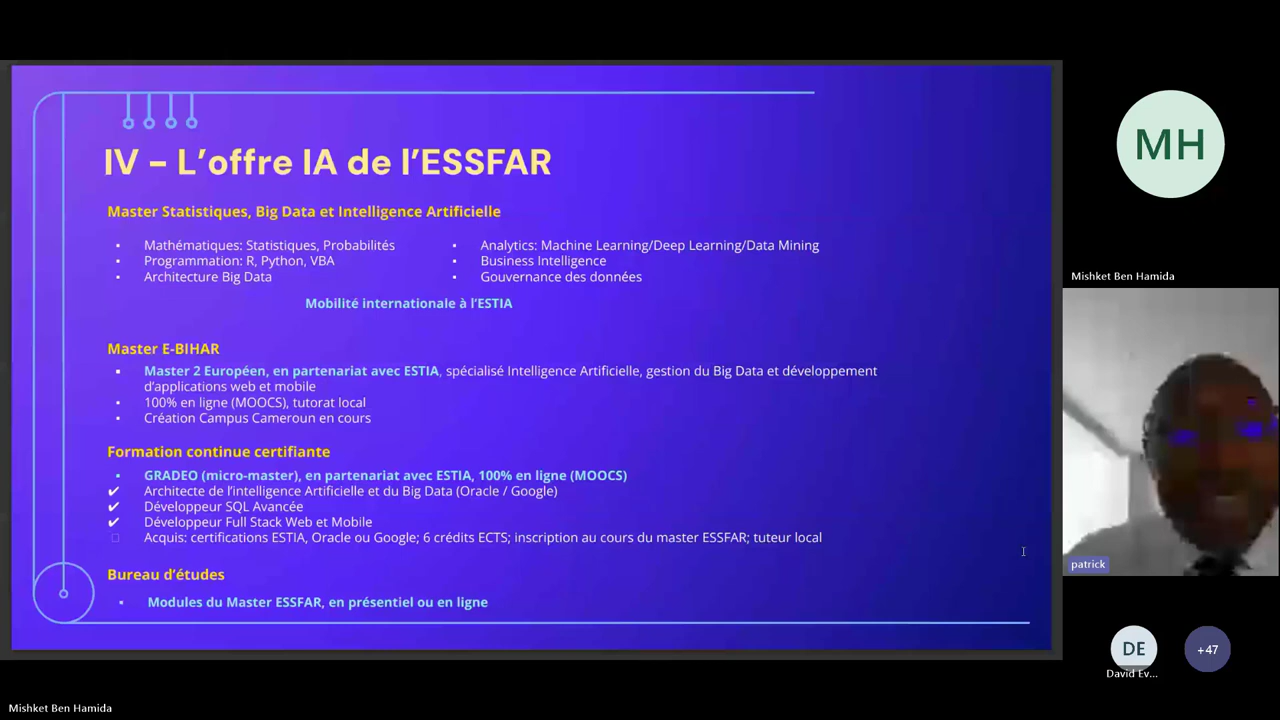 IV – L’offre IA de l’ESSFAR
Master Statistiques, Big Data et Intelligence Artificielle
▪ Mathématiques: Statistiques, Probabilités
▪ Programmation: R, Python, VBA
▪ Architecture Big Data
▪ Analytics: Machine Learning/Deep Learning/Data Mining
▪ Business Intelligence
▪ Gouvernance des données
Mobilité internationale à l’ESTIA
Master E-BIHAR
▪ Master 2 Européen, en partenariat avec ESTIA, spécialisé Intelligence Artificielle, gestion du Big Data et développement
d’applications web et mobile
▪ 100% en ligne (MOOCS), tutorat local
▪ Création Campus Cameroun en cours
Formation continue certifiante
▪ GRADEO (micro-master), en partenariat avec ESTIA, 100% en ligne (MOOCS)
✔ Architecte de l’intelligence Artificielle et du Big Data (Oracle / Google)
✔ Développeur SQL Avancée
✔ Développeur Full Stack Web et Mobile
□ Acquis: certifications ESTIA, Oracle ou Google; 6 crédits ECTS; inscription au cours du master ESSFAR; tuteur local
Bureau d’études
▪ Modules du Master ESSFAR, en présentiel ou en ligne
MH
Mishket Ben Hamida
patrick
DE
+47
David Ev...
Mishket Ben Hamida